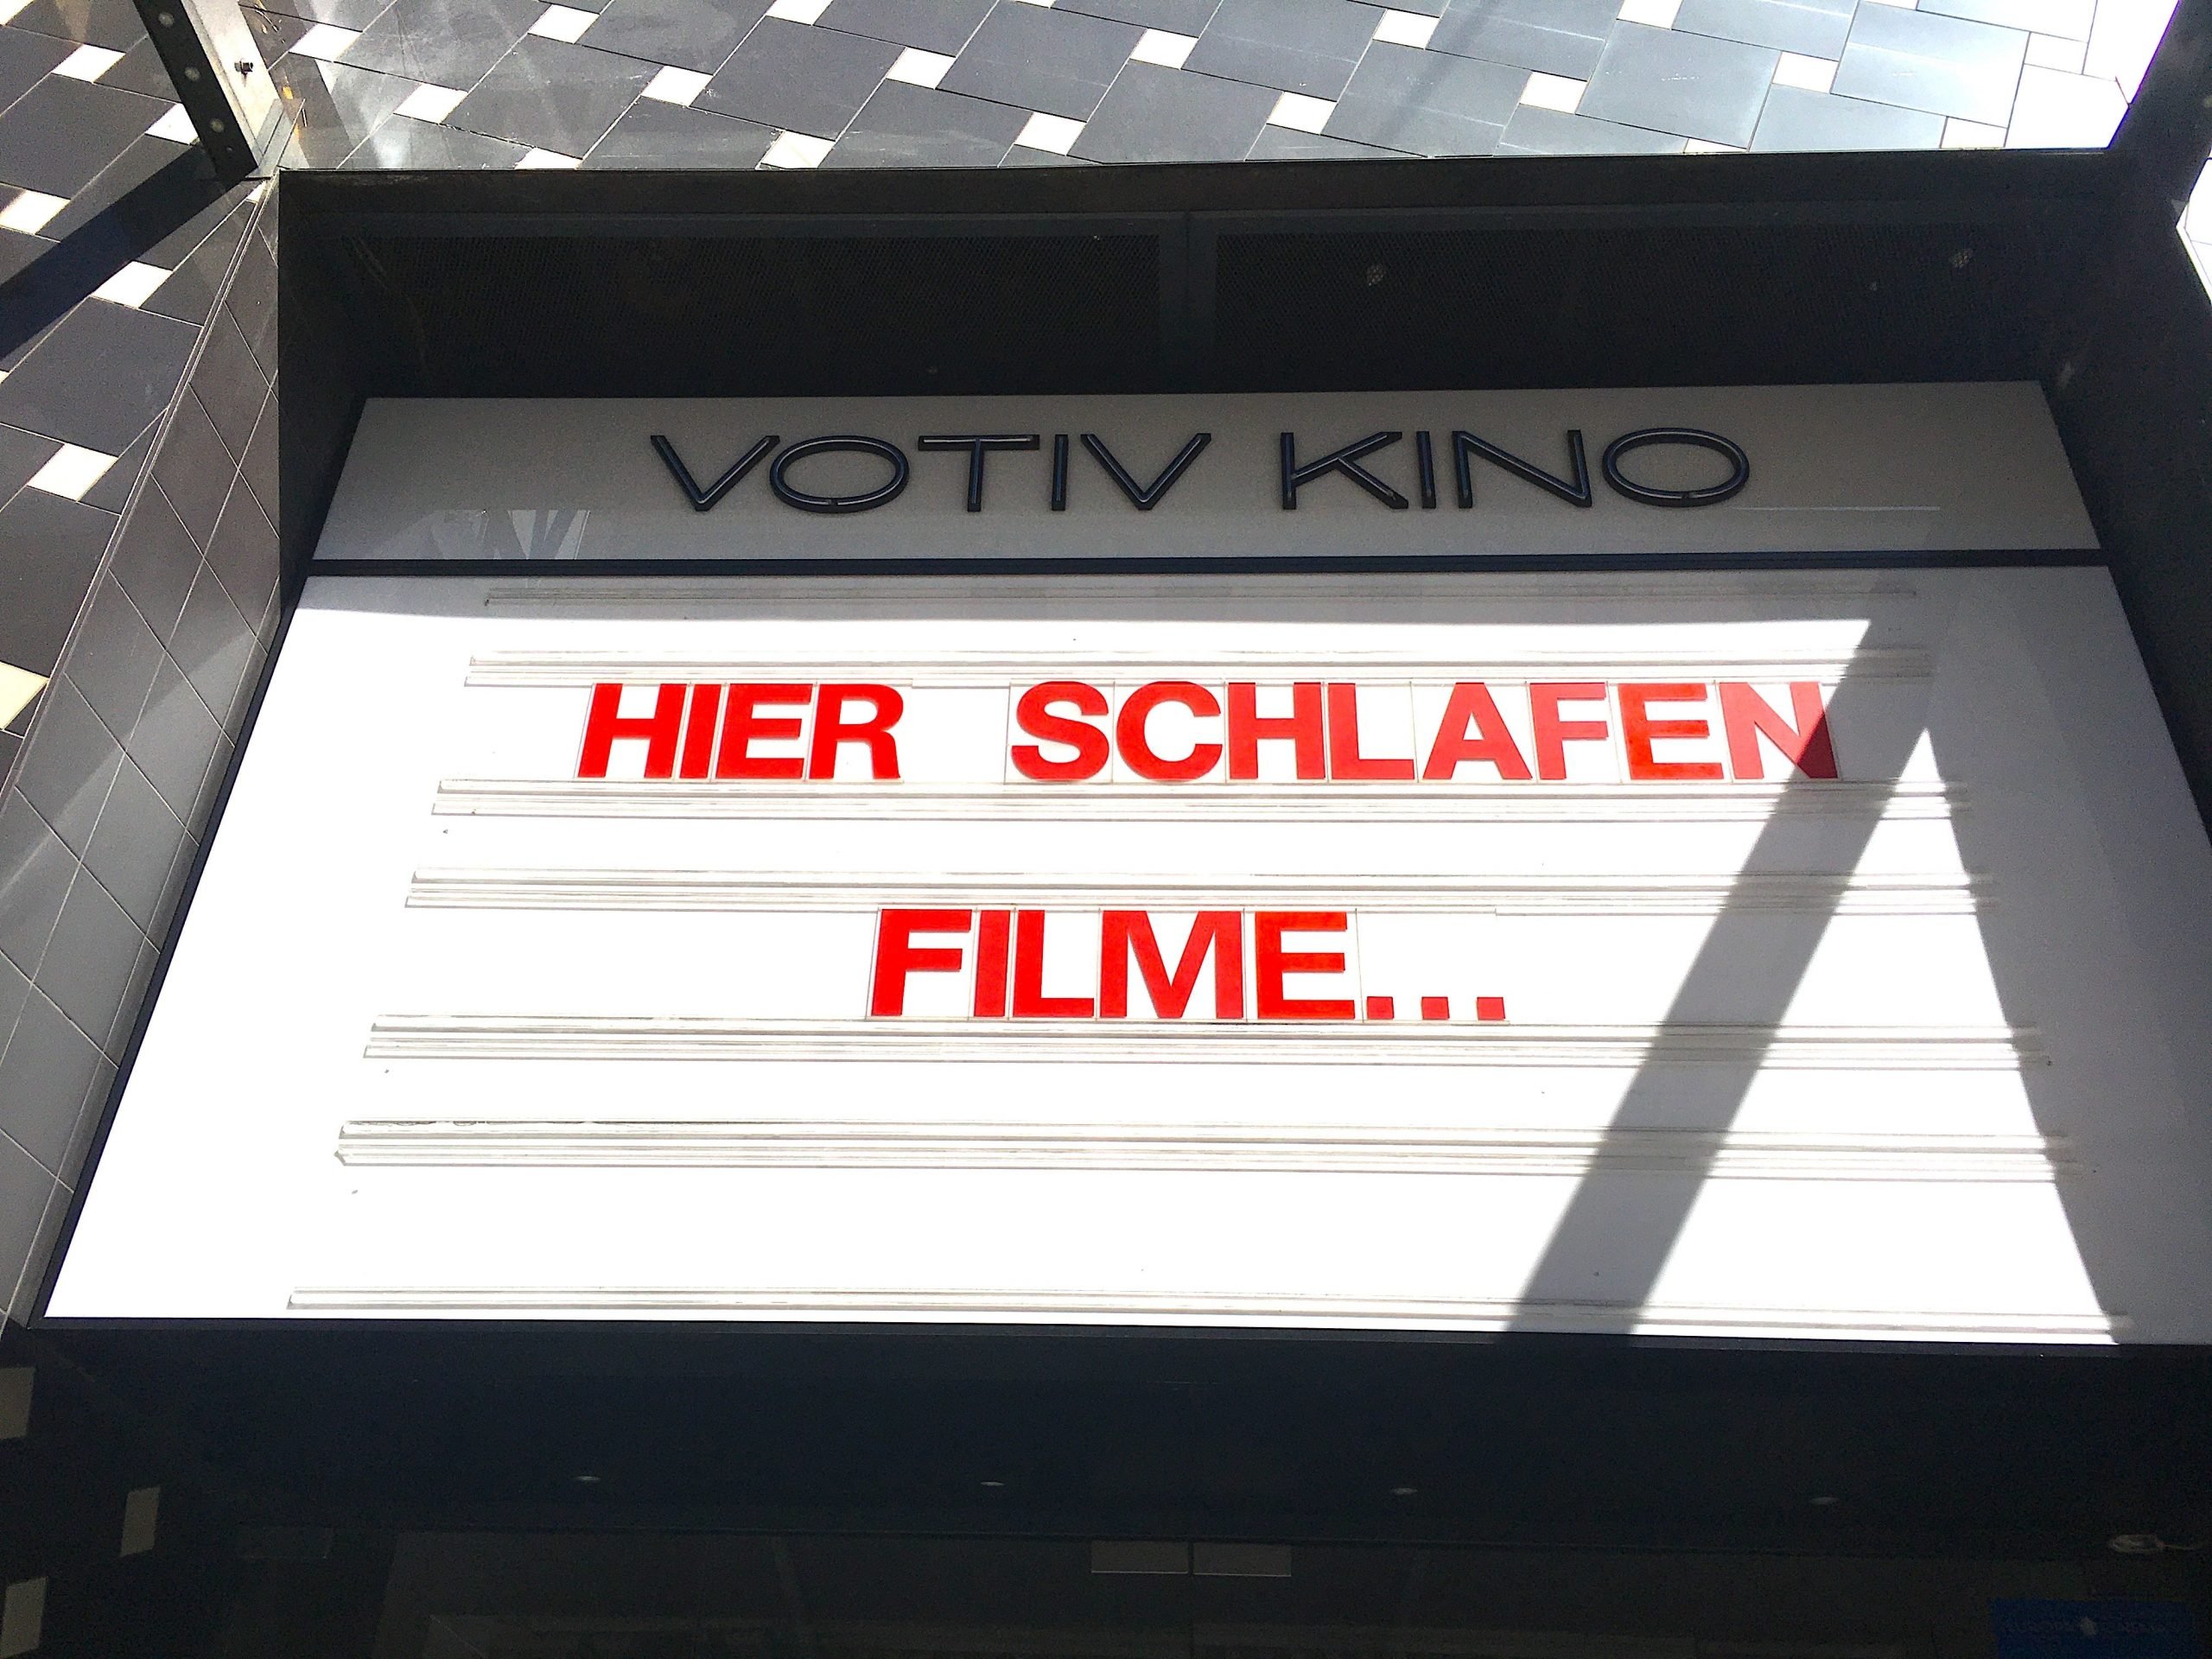 VOTIV KINO
HIER SCHLAFEN
FILME...